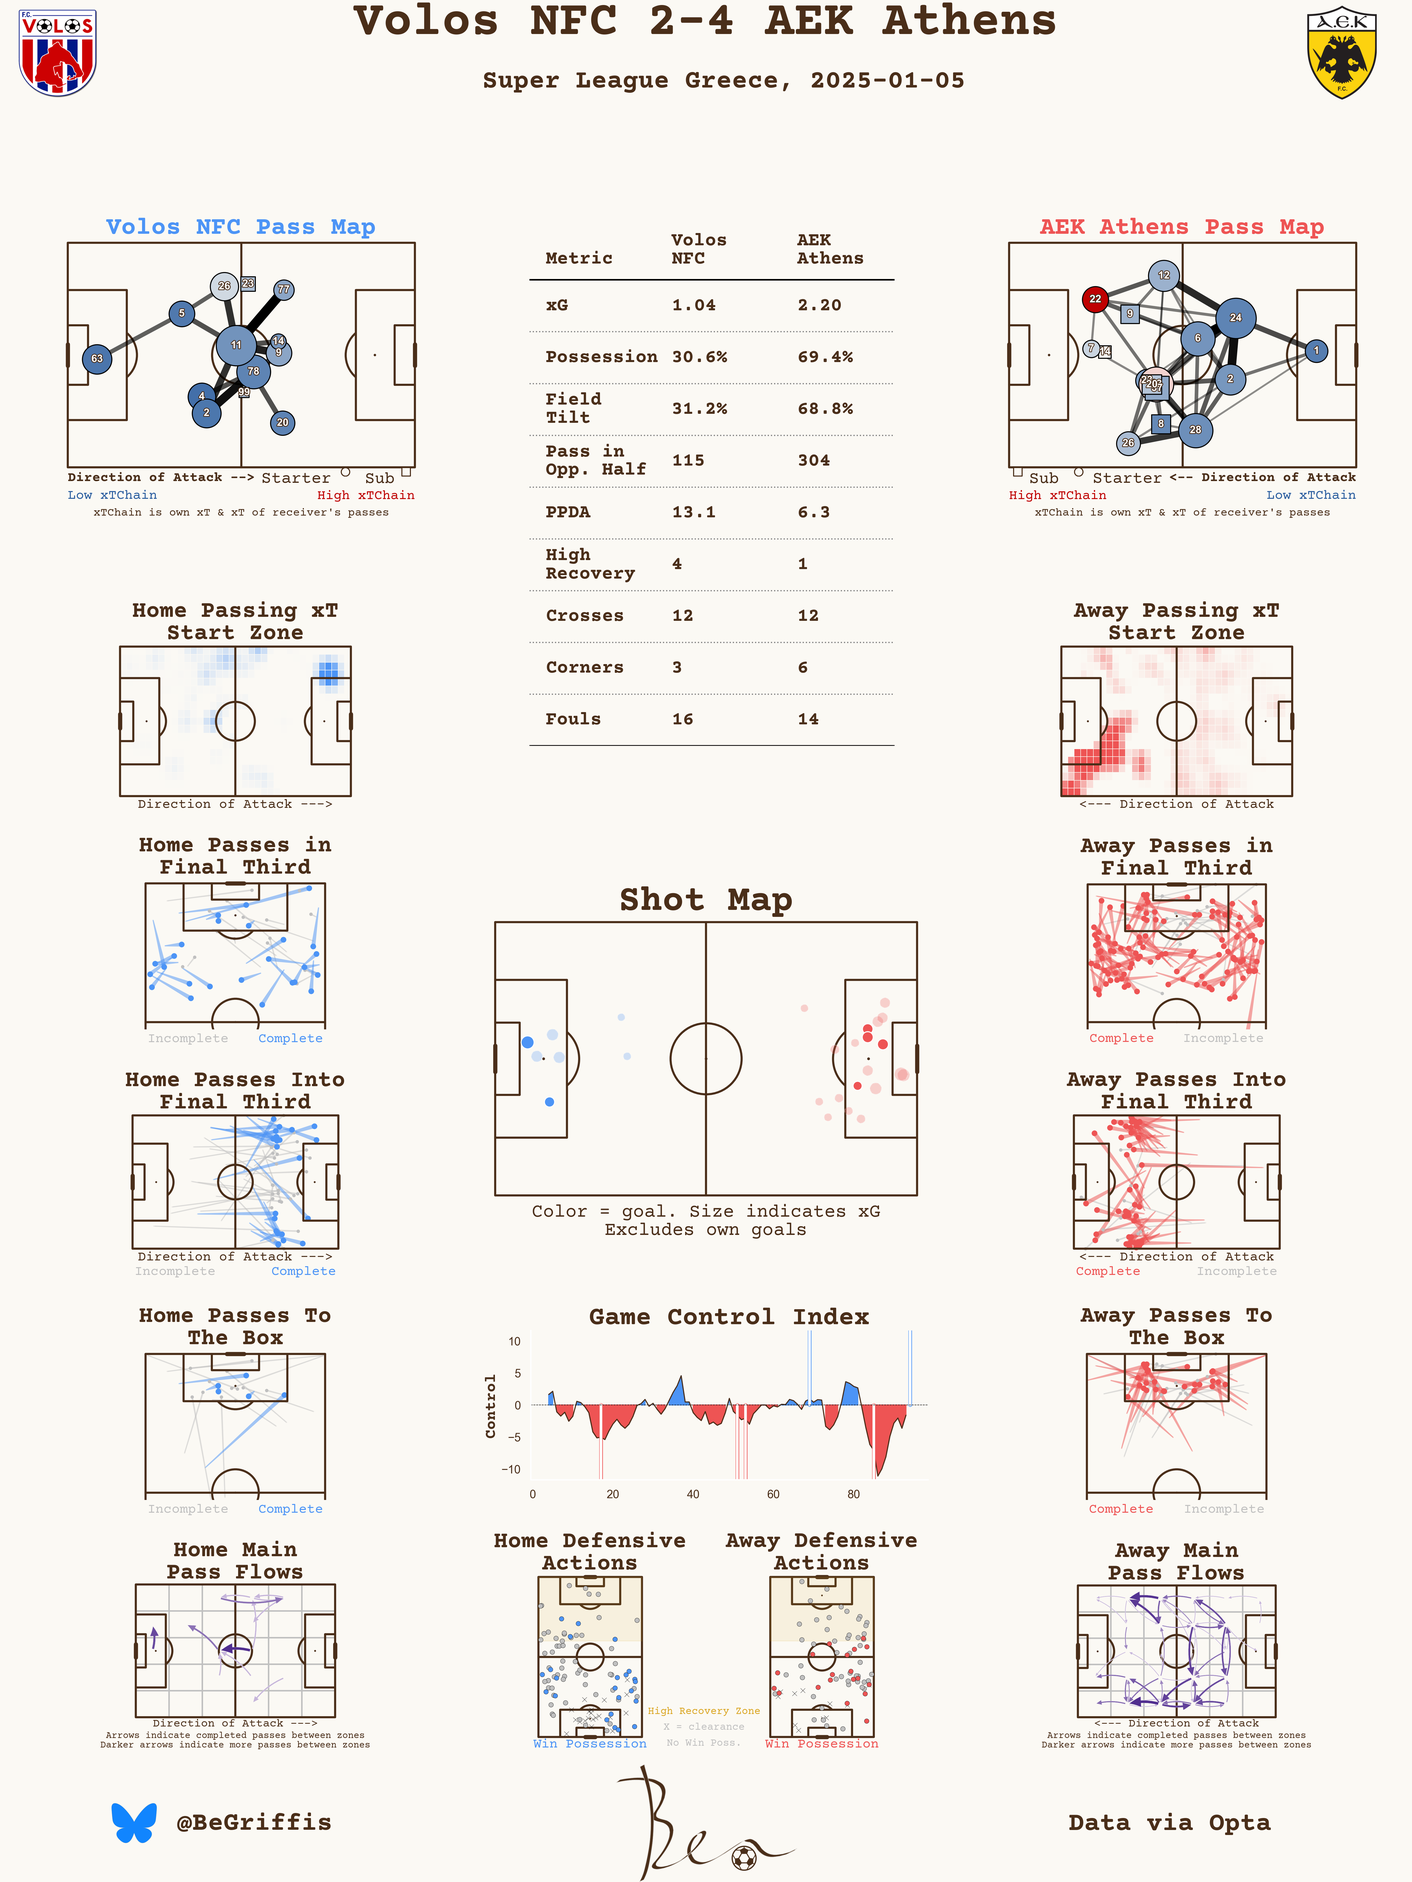 Volos NFC 2-4 AEK Athens
Super League Greece, 2025-01-05
F.C.
VOLOS
A.E.K
F.C.
Volos NFC Pass Map
26
23
77
5
11
14
9
63
78
4
99
2
20
Direction of Attack --> Starter Sub
Low xTChain High xTChain
xTChain is own xT & xT of receiver's passes
Metric Volos NFC AEK Athens
xG 1.04 2.20
Possession 30.6% 69.4%
Field Tilt 31.2% 68.8%
Pass in Opp. Half 115 304
PPDA 13.1 6.3
High Recovery 4 1
Crosses 12 12
Corners 3 6
Fouls 16 14
AEK Athens Pass Map
12
22
9
24
6
7
14
1
2
20
8
28
26
Sub Starter <-- Direction of Attack
High xTChain Low xTChain
xTChain is own xT & xT of receiver's passes
Home Passing xT
Start Zone
Direction of Attack --->
Away Passing xT
Start Zone
<--- Direction of Attack
Home Passes in
Final Third
Incomplete Complete
Away Passes in
Final Third
Complete Incomplete
Shot Map
Color = goal. Size indicates xG
Excludes own goals
Home Passes Into
Final Third
Direction of Attack --->
Incomplete Complete
Away Passes Into
Final Third
<--- Direction of Attack
Complete Incomplete
Home Passes To
The Box
Incomplete Complete
Game Control Index
Control
10
5
0
−5
−10
0 20 40 60 80
Away Passes To
The Box
Complete Incomplete
Home Main
Pass Flows
Direction of Attack --->
Arrows indicate completed passes between zones
Darker arrows indicate more passes between zones
Home Defensive
Actions
Win Possession
High Recovery Zone
X = clearance
No Win Poss.
Away Defensive
Actions
Win Possession
Away Main
Pass Flows
<--- Direction of Attack
Arrows indicate completed passes between zones
Darker arrows indicate more passes between zones
@BeGriffis
Ben
Data via Opta